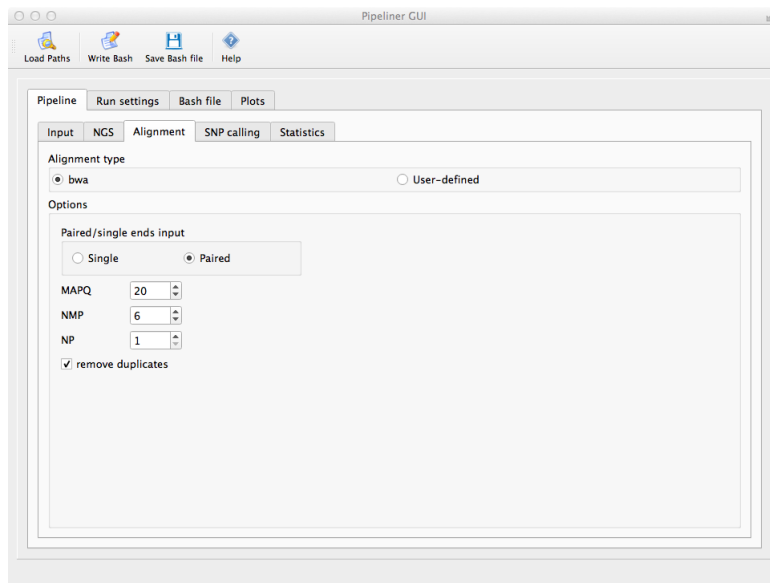 Pipeliner GUI
Load Paths Write Bash Save Bash file Help
Pipeline Run settings Bash file Plots
Input NGS Alignment SNP calling Statistics
Alignment type
bwa User-defined
Options
Paired/single ends input
Single Paired
MAPQ 20
NMP 6
NP 1
remove duplicates